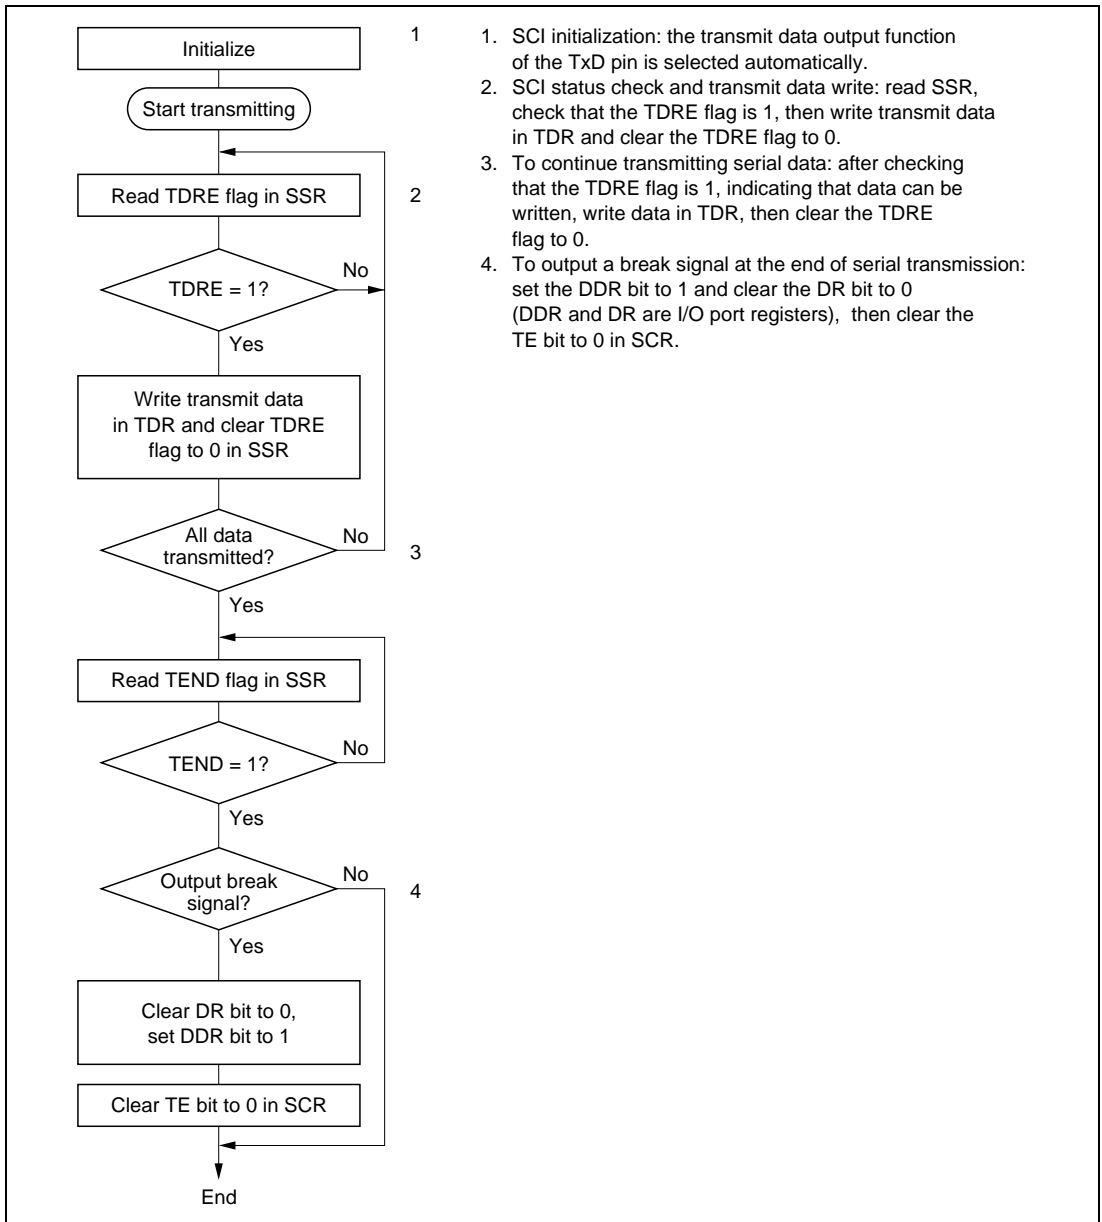 Initialize
1
Start transmitting
Read TDRE flag in SSR
2
TDRE = 1?
No
Yes
Write transmit data
in TDR and clear TDRE
flag to 0 in SSR
All data
transmitted?
No
3
Yes
Read TEND flag in SSR
TEND = 1?
No
Yes
Output break
signal?
No
4
Yes
Clear DR bit to 0,
set DDR bit to 1
Clear TE bit to 0 in SCR
End
1. SCI initialization: the transmit data output function
of the TxD pin is selected automatically.
2. SCI status check and transmit data write: read SSR,
check that the TDRE flag is 1, then write transmit data
in TDR and clear the TDRE flag to 0.
3. To continue transmitting serial data: after checking
that the TDRE flag is 1, indicating that data can be
written, write data in TDR, then clear the TDRE
flag to 0.
4. To output a break signal at the end of serial transmission:
set the DDR bit to 1 and clear the DR bit to 0
(DDR and DR are I/O port registers), then clear the
TE bit to 0 in SCR.